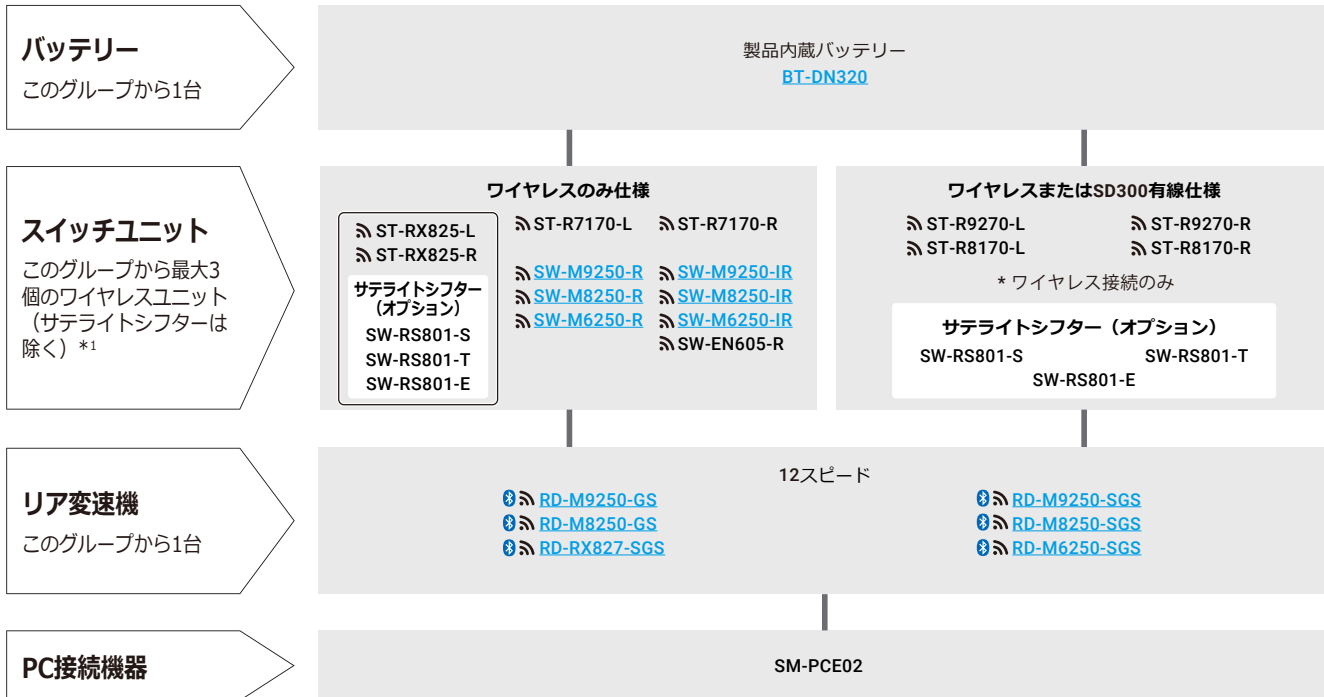 バッテリー
このグループから1台
製品内蔵バッテリー
BT-DN320
スイッチユニット
このグループから最大3
個のワイヤレスユニット
（サテライトシフターは
除く）*1
ワイヤレスのみ仕様
ST-RX825-L
ST-RX825-R
サテライトシフター
（オプション）
SW-RS801-S
SW-RS801-T
SW-RS801-E
ST-R7170-L ST-R7170-R
SW-M9250-R SW-M9250-IR
SW-M8250-R SW-M8250-IR
SW-M6250-R SW-M6250-IR
SW-EN605-R
ワイヤレスまたはSD300有線仕様
ST-R9270-L ST-R9270-R
ST-R8170-L ST-R8170-R
* ワイヤレス接続のみ
サテライトシフター（オプション）
SW-RS801-S SW-RS801-T
SW-RS801-E
リア変速機
このグループから1台
12スピード
RD-M9250-GS RD-M9250-SGS
RD-M8250-GS RD-M8250-SGS
RD-RX827-SGS RD-M6250-SGS
PC接続機器
SM-PCE02